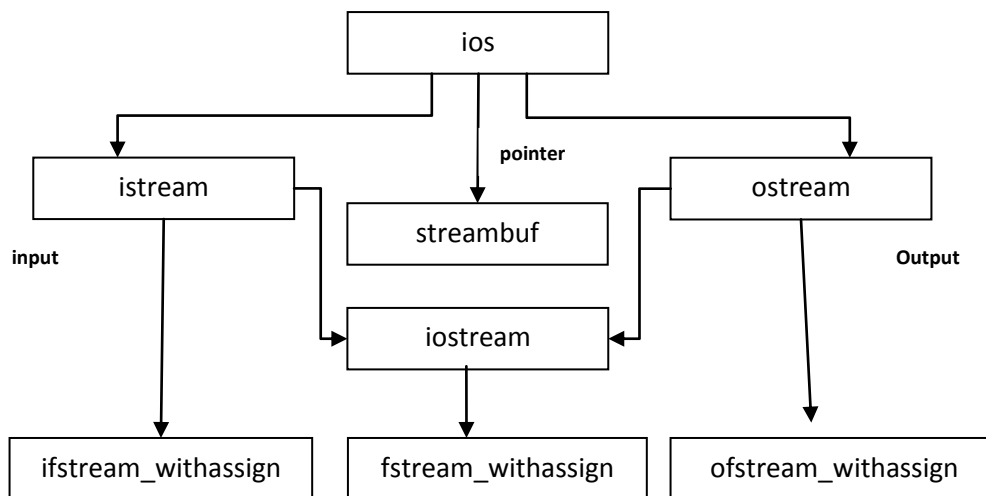 ios
pointer
istream
ostream
streambuf
input
Output
iostream
ifstream_withassign
fstream_withassign
ofstream_withassign